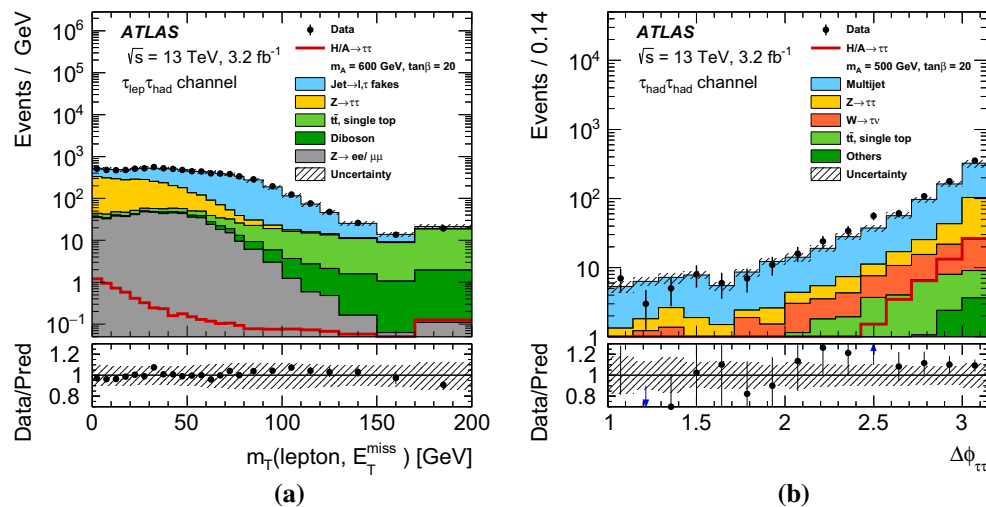 Events / GeV
10⁶
10⁵
10⁴
10³
10²
10
1
10⁻¹
ATLAS
√s = 13 TeV, 3.2 fb⁻¹
τlepτhad channel
Data
H/A→ττ
mA = 600 GeV, tanβ = 20
Jet→l,τ fakes
Z→ττ
tt̄, single top
Diboson
Z→ ee/ μμ
Uncertainty
Data/Pred
1.2
1
0.8
0 50 100 150 200
mT(lepton, ETmiss) [GeV]
(a)
Events / 0.14
10⁴
10³
10²
10
1
ATLAS
√s = 13 TeV, 3.2 fb⁻¹
τhadτhad channel
Data
H/A→ττ
mA = 500 GeV, tanβ = 20
Multijet
Z→ττ
W→τν
tt̄, single top
Others
Uncertainty
Data/Pred
1.2
1
0.8
1 1.5 2 2.5 3
Δφττ
(b)